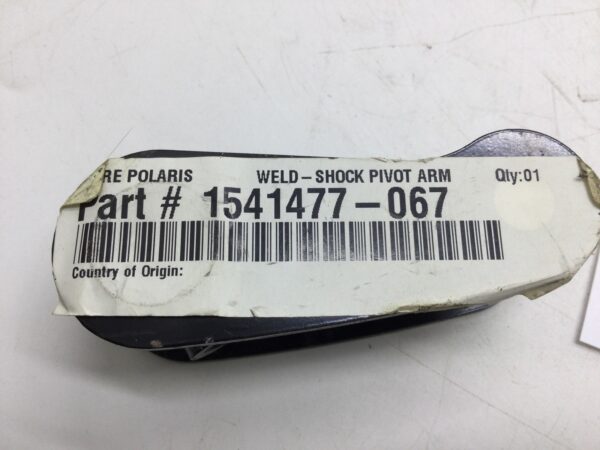 RE POLARIS WELD-SHOCK PIVOT ARM Qty:01
Part # 1541477-067
Country of Origin: